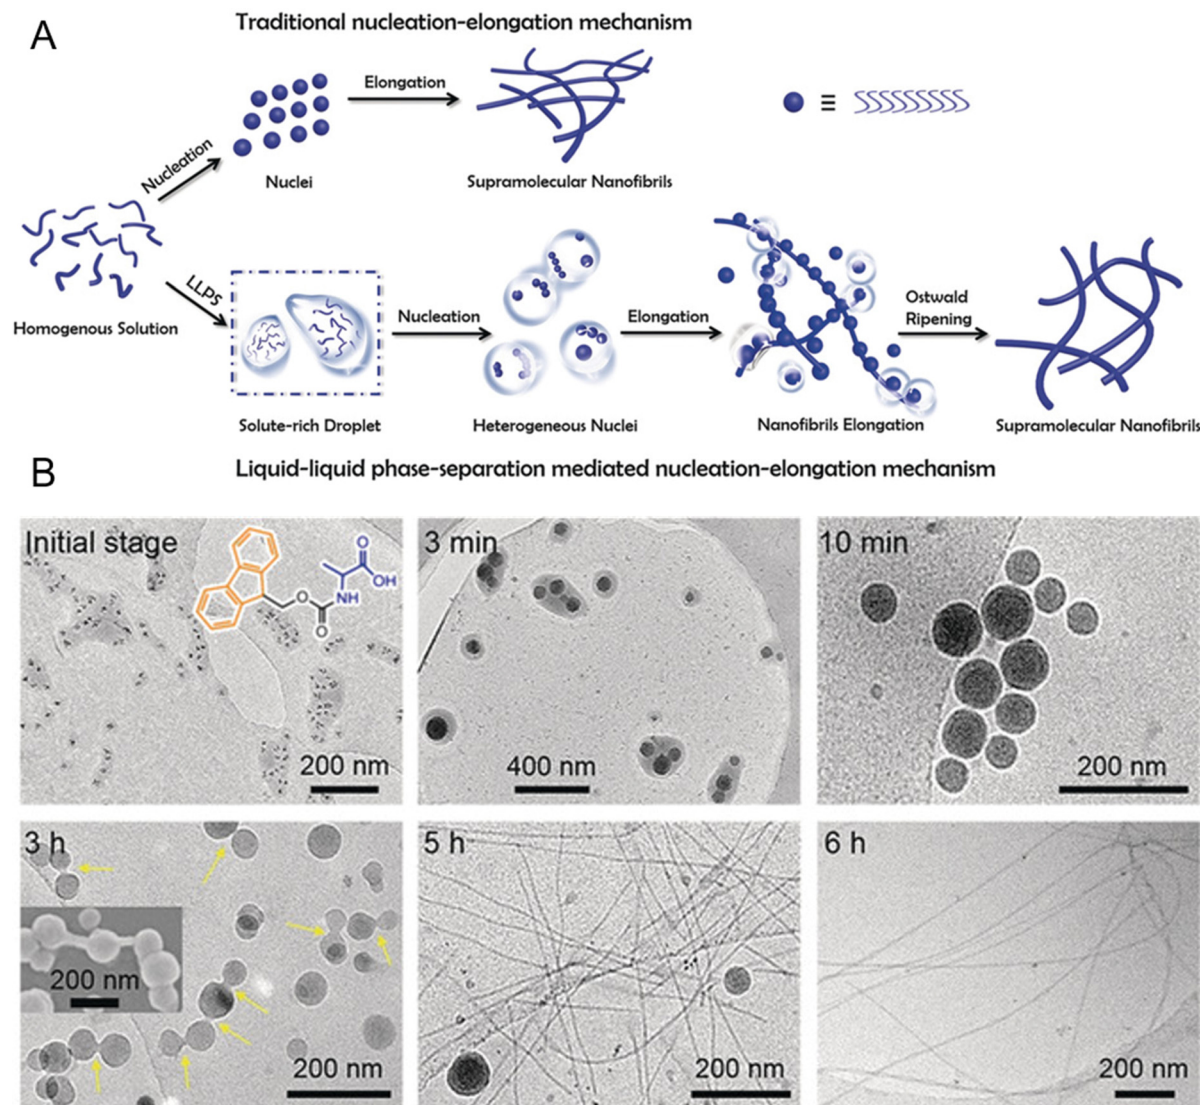 A
Traditional nucleation-elongation mechanism
Elongation
≡
Nucleation
Nuclei
Supramolecular Nanofibrils
LLPS
Homogenous Solution
Nucleation
Elongation
Ostwald
Ripening
Solute-rich Droplet
Heterogeneous Nuclei
Nanofibrils Elongation
Supramolecular Nanofibrils
B
Liquid-liquid phase-separation mediated nucleation-elongation mechanism
Initial stage
O
OH
O
NH
O
200 nm
3 min
400 nm
10 min
200 nm
3 h
200 nm
200 nm
5 h
200 nm
6 h
200 nm